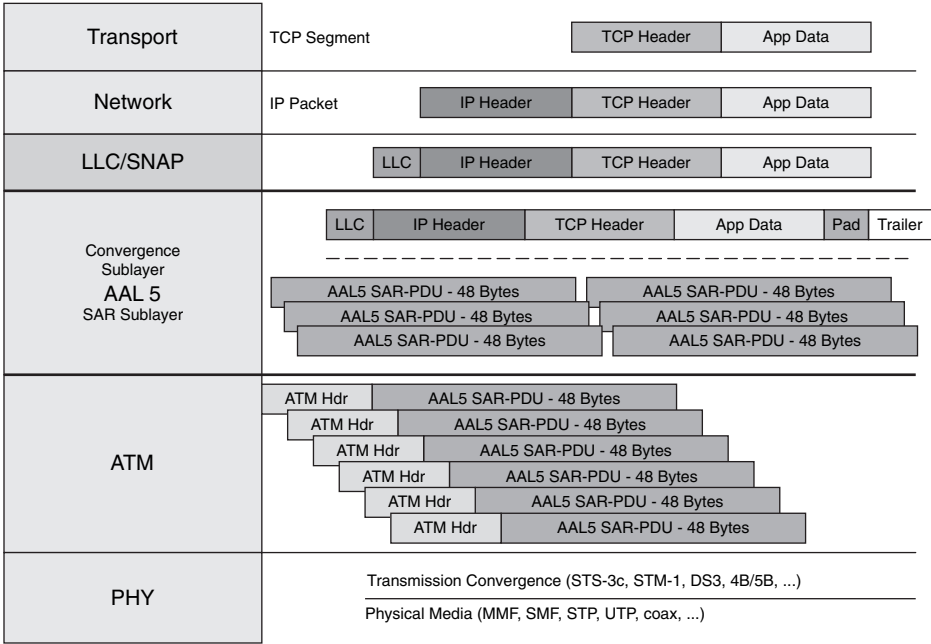 Transport
TCP Segment
TCP Header
App Data
Network
IP Packet
IP Header
TCP Header
App Data
LLC/SNAP
LLC
IP Header
TCP Header
App Data
Convergence
Sublayer
AAL 5
SAR Sublayer
LLC
IP Header
TCP Header
App Data
Pad
Trailer
AAL5 SAR-PDU - 48 Bytes
AAL5 SAR-PDU - 48 Bytes
AAL5 SAR-PDU - 48 Bytes
AAL5 SAR-PDU - 48 Bytes
AAL5 SAR-PDU - 48 Bytes
AAL5 SAR-PDU - 48 Bytes
ATM
ATM Hdr
AAL5 SAR-PDU - 48 Bytes
ATM Hdr
AAL5 SAR-PDU - 48 Bytes
ATM Hdr
AAL5 SAR-PDU - 48 Bytes
ATM Hdr
AAL5 SAR-PDU - 48 Bytes
ATM Hdr
AAL5 SAR-PDU - 48 Bytes
ATM Hdr
AAL5 SAR-PDU - 48 Bytes
PHY
Transmission Convergence (STS-3c, STM-1, DS3, 4B/5B, ...)
Physical Media (MMF, SMF, STP, UTP, coax, ...)